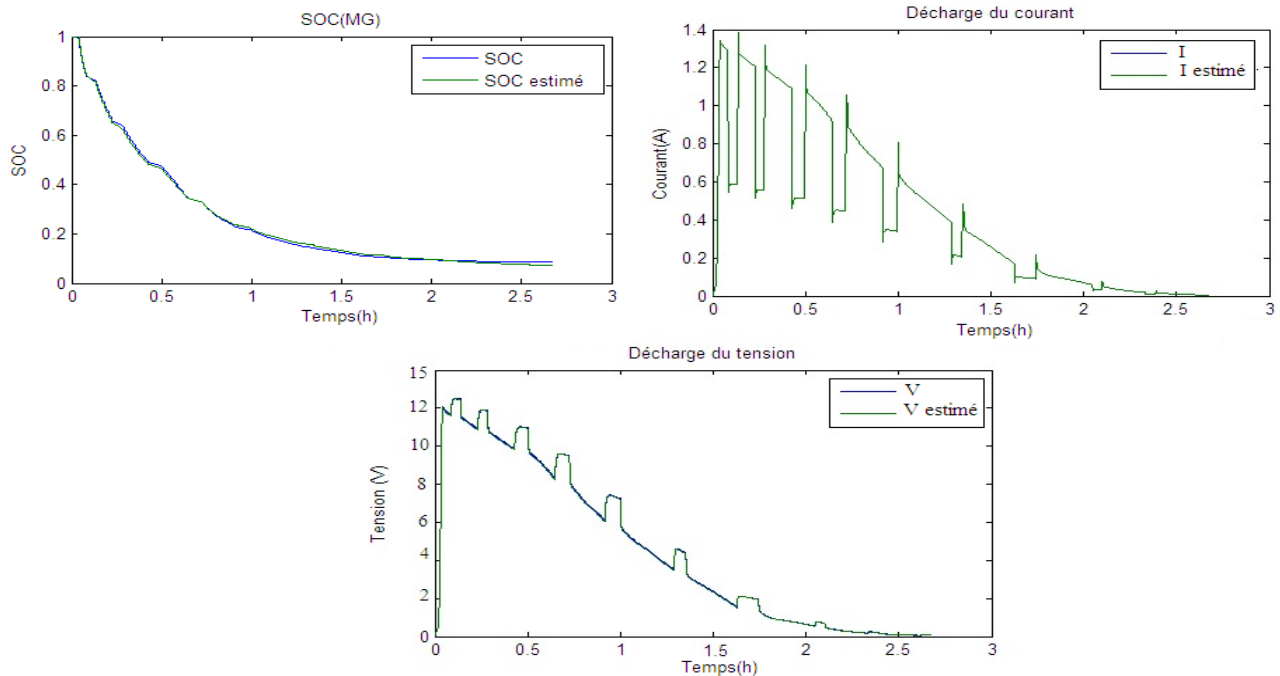 SOC(MG)
1
0.8
0.6
0.4
0.2
0
SOC
SOC
SOC estimé
0
0.5
1
1.5
2
2.5
3
Temps(h)
Décharge du courant
1.4
1.2
1
0.8
0.6
0.4
0.2
0
Courant(A)
I
I estimé
0
0.5
1
1.5
2
2.5
3
Temps(h)
Décharge du tension
15
12
10
8
6
4
2
0
Tension (V)
V
V estimé
0
0.5
1
1.5
2
2.5
3
Temps(h)